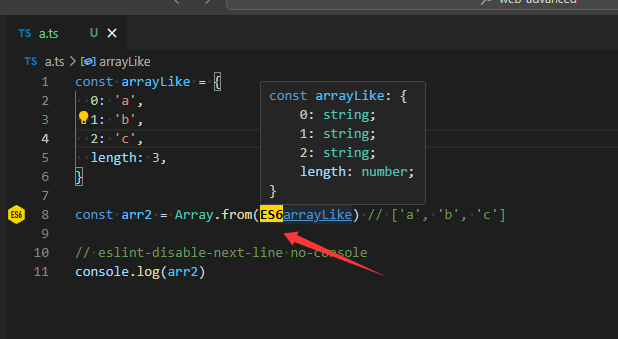 web-advanced
TS a.ts U ×
TS a.ts > arrayLike
1 const arrayLike = {
2 0: 'a',
3 1: 'b',
4 2: 'c',
5 length: 3,
6 }
7
8 const arr2 = Array.from(ES6arrayLike) // ['a', 'b', 'c']
9
10 // eslint-disable-next-line no-console
11 console.log(arr2)
const arrayLike: {
0: string;
1: string;
2: string;
length: number;
}
ES6